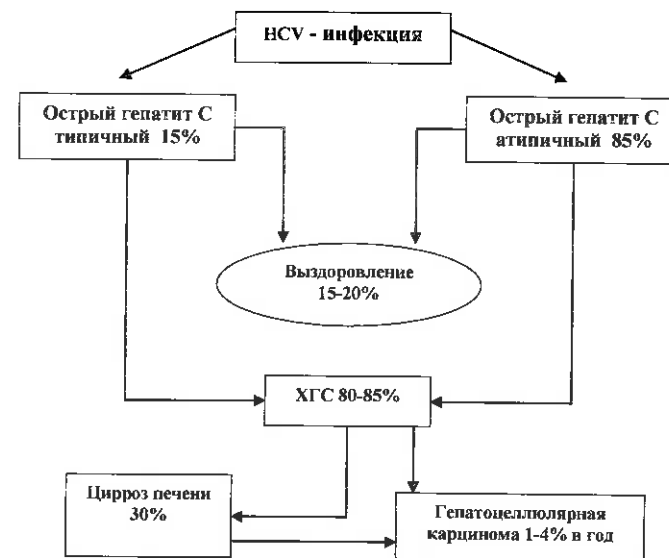 HCV - инфекция
Острый гепатит С
типичный 15%
Острый гепатит С
атипичный 85%
Выздоровление
15-20%
ХГС 80-85%
Цирроз печени
30%
Гепатоцеллюлярная
карцинома 1-4% в год